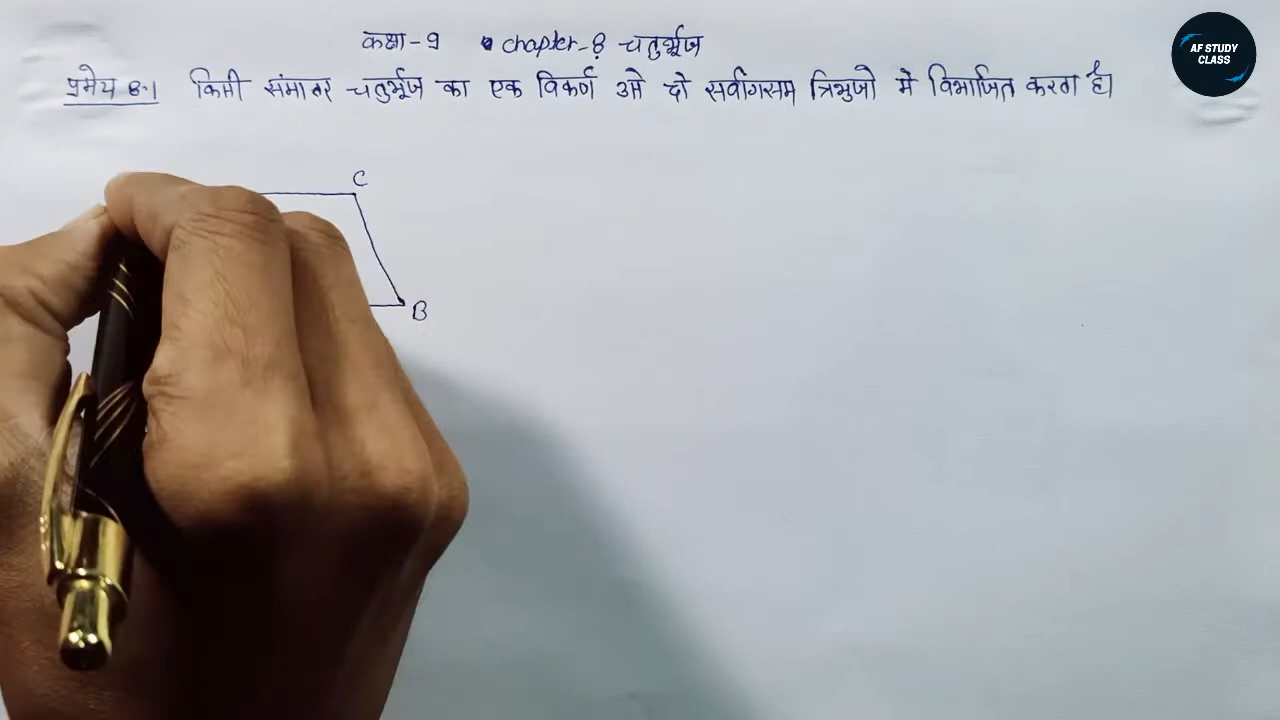 कक्षा-9 chapter-8 चतुर्भूज
प्रमेय 8.1 किसी संमातर चतुर्भूज का एक विकर्ण उसे दो सर्वांगसम त्रिभुजो मे विभाजित करता है।
AF STUDY
CLASS
C
B